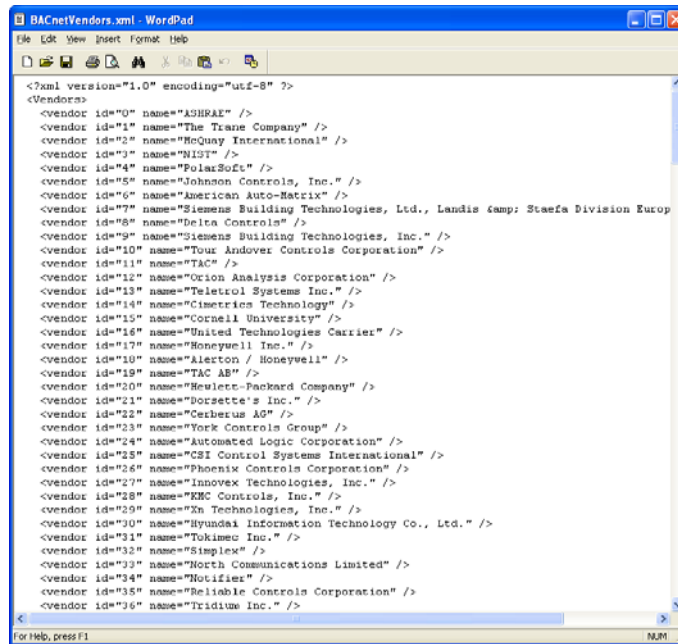 BACnetVendors.xml - WordPad
File Edit View Insert Format Help
<?xml version="1.0" encoding="utf-8" ?>
<Vendors>
<vendor id="0" name="ASHRAE" />
<vendor id="1" name="The Trane Company" />
<vendor id="2" name="McQuay International" />
<vendor id="3" name="NIST" />
<vendor id="4" name="PolarSoft" />
<vendor id="5" name="Johnson Controls, Inc." />
<vendor id="6" name="American Auto-Matrix" />
<vendor id="7" name="Siemens Building Technologies, Ltd., Landis &amp; Staefa Division Europ
<vendor id="8" name="Delta Controls" />
<vendor id="9" name="Siemens Building Technologies, Inc." />
<vendor id="10" name="Tour Andover Controls Corporation" />
<vendor id="11" name="TAC" />
<vendor id="12" name="Orion Analysis Corporation" />
<vendor id="13" name="Teletrol Systems Inc." />
<vendor id="14" name="Cimetrics Technology" />
<vendor id="15" name="Cornell University" />
<vendor id="16" name="United Technologies Carrier" />
<vendor id="17" name="Honeywell Inc." />
<vendor id="18" name="Alerton / Honeywell" />
<vendor id="19" name="TAC AB" />
<vendor id="20" name="Hewlett-Packard Company" />
<vendor id="21" name="Dorsette's Inc." />
<vendor id="22" name="Cerberus AG" />
<vendor id="23" name="York Controls Group" />
<vendor id="24" name="Automated Logic Corporation" />
<vendor id="25" name="CSI Control Systems International" />
<vendor id="26" name="Phoenix Controls Corporation" />
<vendor id="27" name="Innovex Technologies, Inc." />
<vendor id="28" name="KMC Controls, Inc." />
<vendor id="29" name="Xn Technologies, Inc." />
<vendor id="30" name="Hyundai Information Technology Co., Ltd." />
<vendor id="31" name="Tokimec Inc." />
<vendor id="32" name="Simplex" />
<vendor id="33" name="North Communications Limited" />
<vendor id="34" name="Notifier" />
<vendor id="35" name="Reliable Controls Corporation" />
<vendor id="36" name="Tridium Inc." />
For Help, press F1
NUM